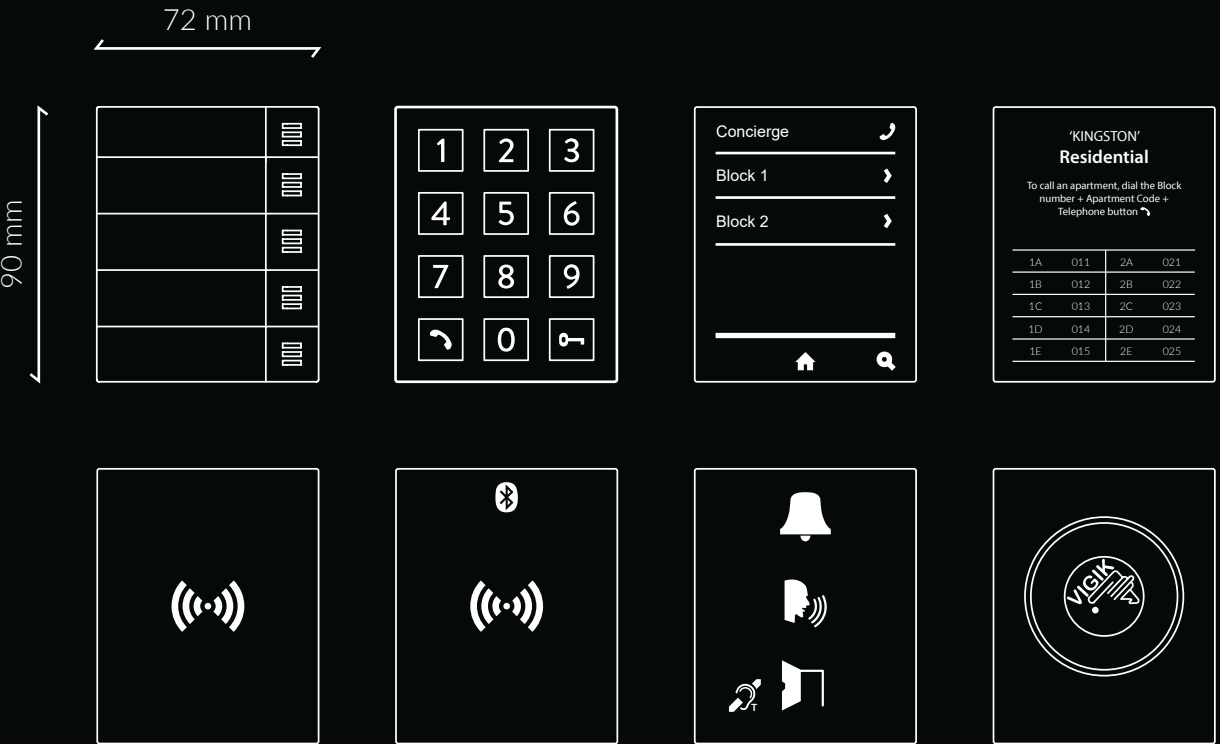 72 mm
90 mm
1 2 3
4 5 6
7 8 9
0
Concierge
Block 1
Block 2
‘KINGSTON’
Residential
To call an apartment, dial the Block
number + Apartment Code +
Telephone button
1A 011 2A 021
1B 012 2B 022
1C 013 2C 023
1D 014 2D 024
1E 015 2E 025
T
VIGIK